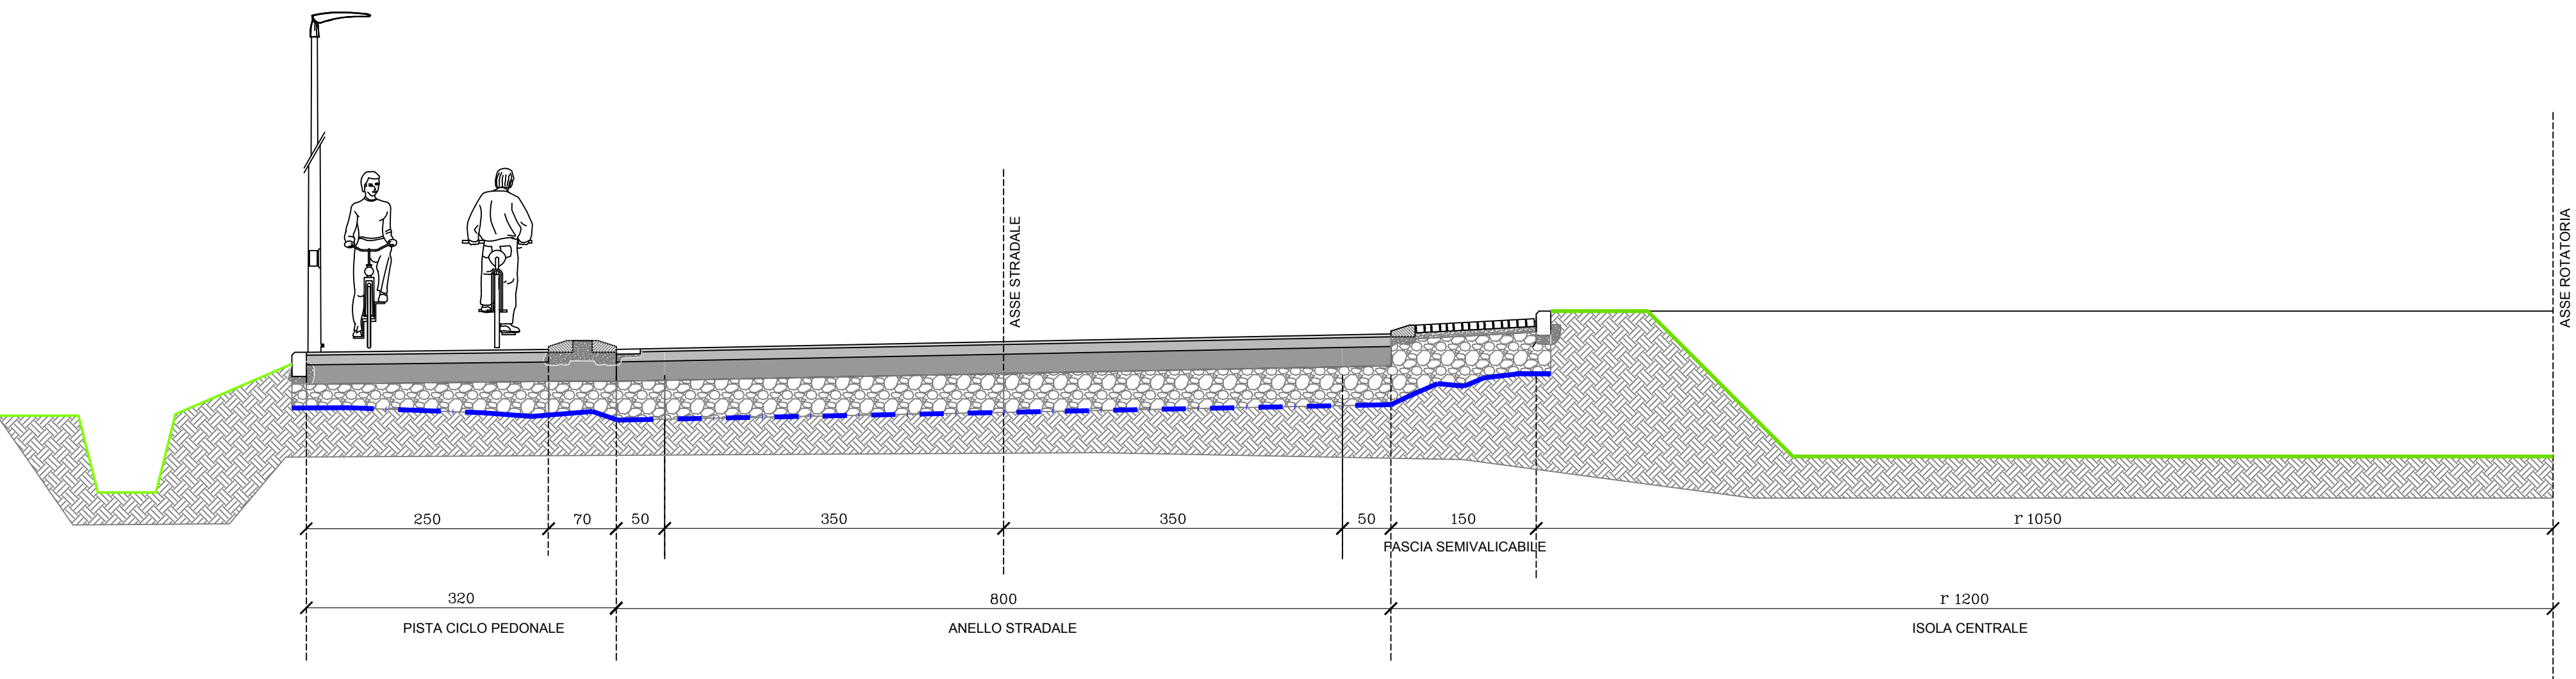 ASSE STRADALE
ASSE ROTATORIA
250
70
50
350
350
50
150
r 1050
FASCIA SEMIVALICABILE
320
800
r 1200
PISTA CICLO PEDONALE
ANELLO STRADALE
ISOLA CENTRALE